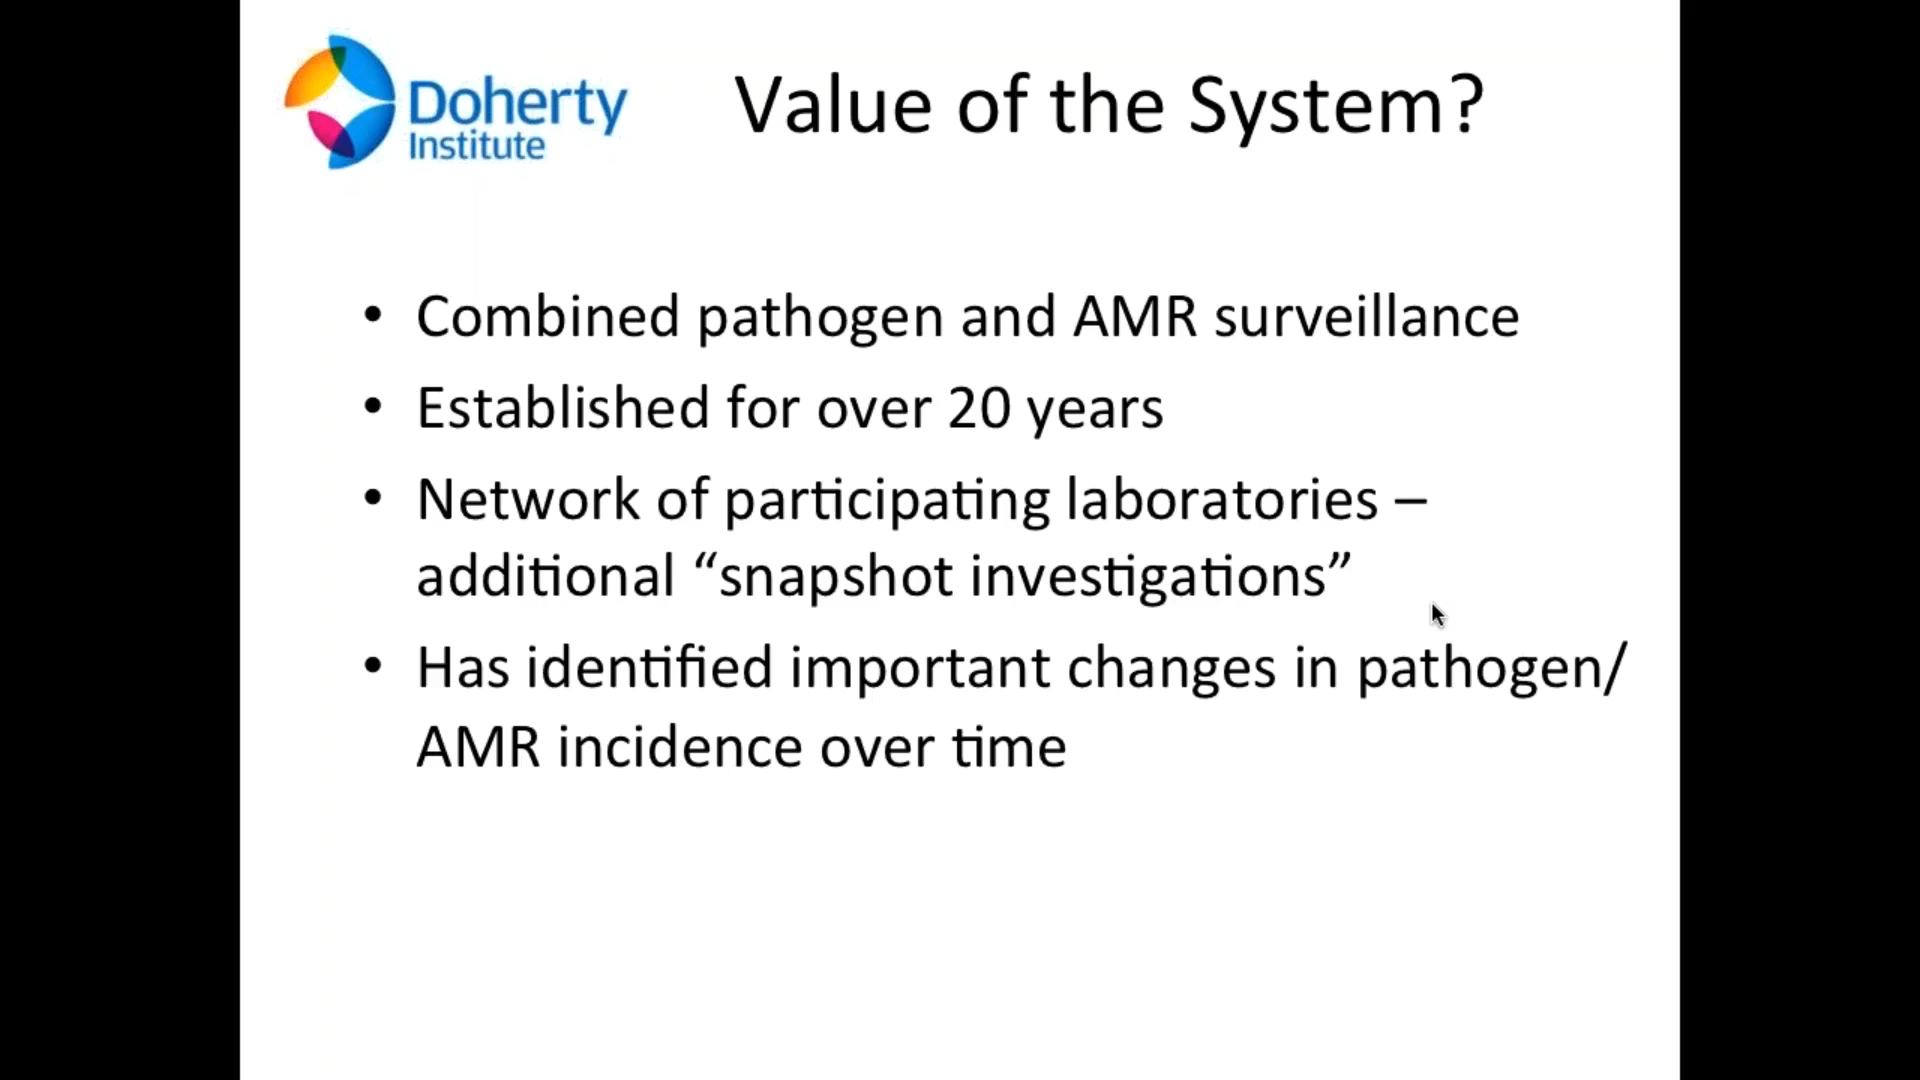 Doherty
Institute
Value of the System?
• Combined pathogen and AMR surveillance
• Established for over 20 years
• Network of participating laboratories –
additional “snapshot investigations”
• Has identified important changes in pathogen/
AMR incidence over time